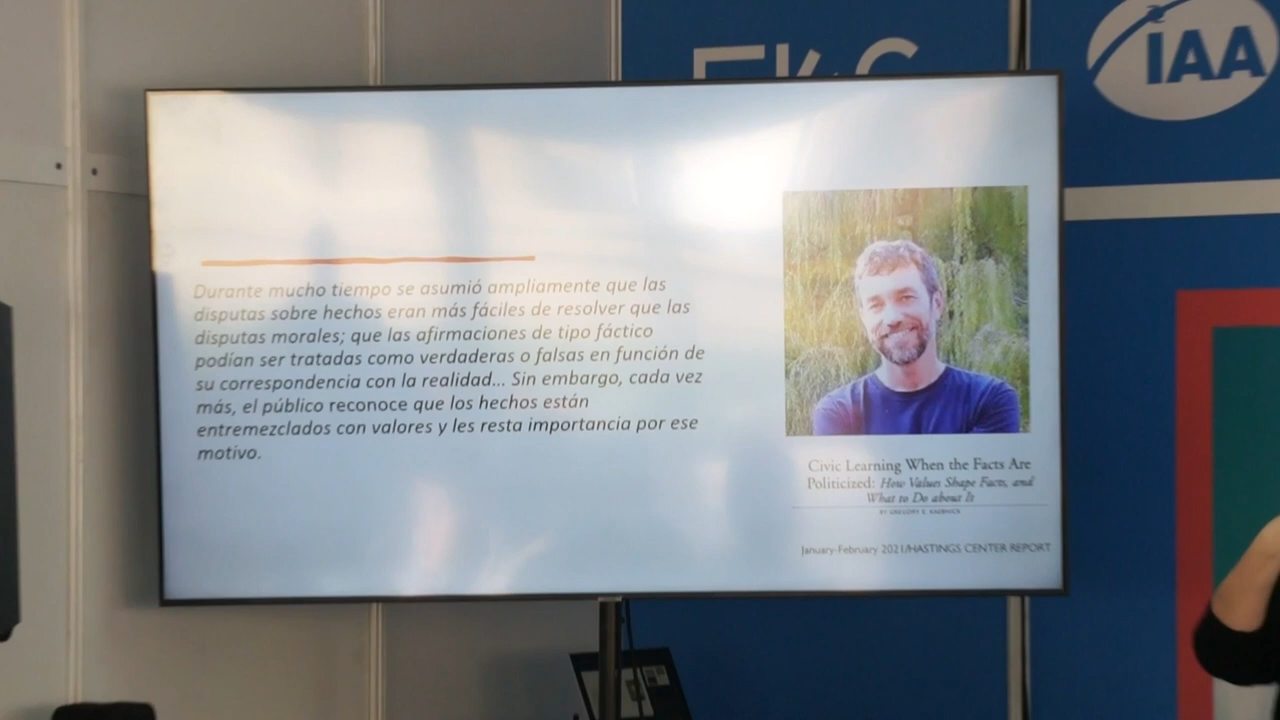 IAA
Durante mucho tiempo se asumió ampliamente que las
disputas sobre hechos eran más fáciles de resolver que las
disputas morales; que las afirmaciones de tipo fáctico
podían ser tratadas como verdaderas o falsas en función de
su correspondencia con la realidad... Sin embargo, cada vez
más, el público reconoce que los hechos están
entremezclados con valores y les resta importancia por ese
motivo.
Civic Learning When the Facts Are
Politicized: How Values Shape Facts, and
What to Do about It
BY GREGORY E. KAEBNICK
January-February 2021/HASTINGS CENTER REPORT